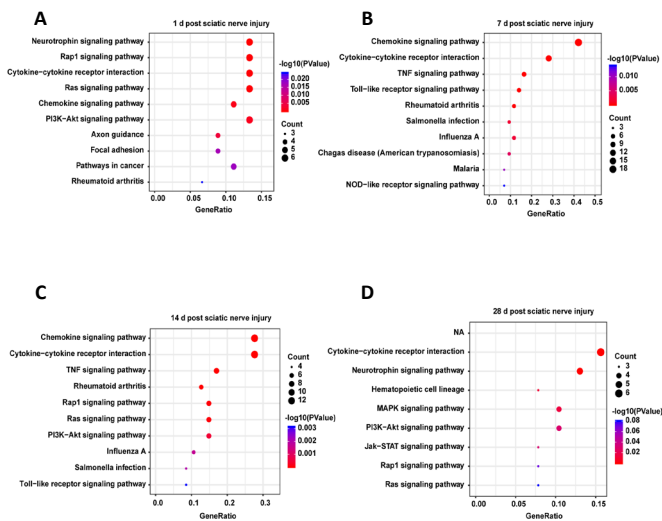 A
1 d post sciatic nerve injury
Neurotrophin signaling pathway
Rap1 signaling pathway
Cytokine-cytokine receptor interaction
Ras signaling pathway
Chemokine signaling pathway
PI3K-Akt signaling pathway
Axon guidance
Focal adhesion
Pathways in cancer
Rheumatoid arthritis
0.00 0.05 0.10 0.15
GeneRatio
-log10(PValue)
0.020
0.015
0.010
0.005
Count
3
4
5
6
B
7 d post sciatic nerve injury
Chemokine signaling pathway
Cytokine-cytokine receptor interaction
TNF signaling pathway
Toll-like receptor signaling pathway
Rheumatoid arthritis
Salmonella infection
Influenza A
Chagas disease (American trypanosomiasis)
Malaria
NOD-like receptor signaling pathway
0.0 0.1 0.2 0.3 0.4 0.5
GeneRatio
-log10(PValue)
0.010
0.005
Count
3
6
9
12
15
18
C
14 d post sciatic nerve injury
Chemokine signaling pathway
Cytokine-cytokine receptor interaction
TNF signaling pathway
Rheumatoid arthritis
Rap1 signaling pathway
Ras signaling pathway
PI3K-Akt signaling pathway
Influenza A
Salmonella infection
Toll-like receptor signaling pathway
0.0 0.1 0.2 0.3
GeneRatio
Count
4
6
8
10
12
-log10(PValue)
0.003
0.002
0.001
D
28 d post sciatic nerve injury
NA
Cytokine-cytokine receptor interaction
Neurotrophin signaling pathway
Hematopoietic cell lineage
MAPK signaling pathway
PI3K-Akt signaling pathway
Jak-STAT signaling pathway
Rap1 signaling pathway
Ras signaling pathway
0.00 0.05 0.10 0.15
GeneRatio
Count
3
4
5
6
-log10(PValue)
0.08
0.06
0.04
0.02